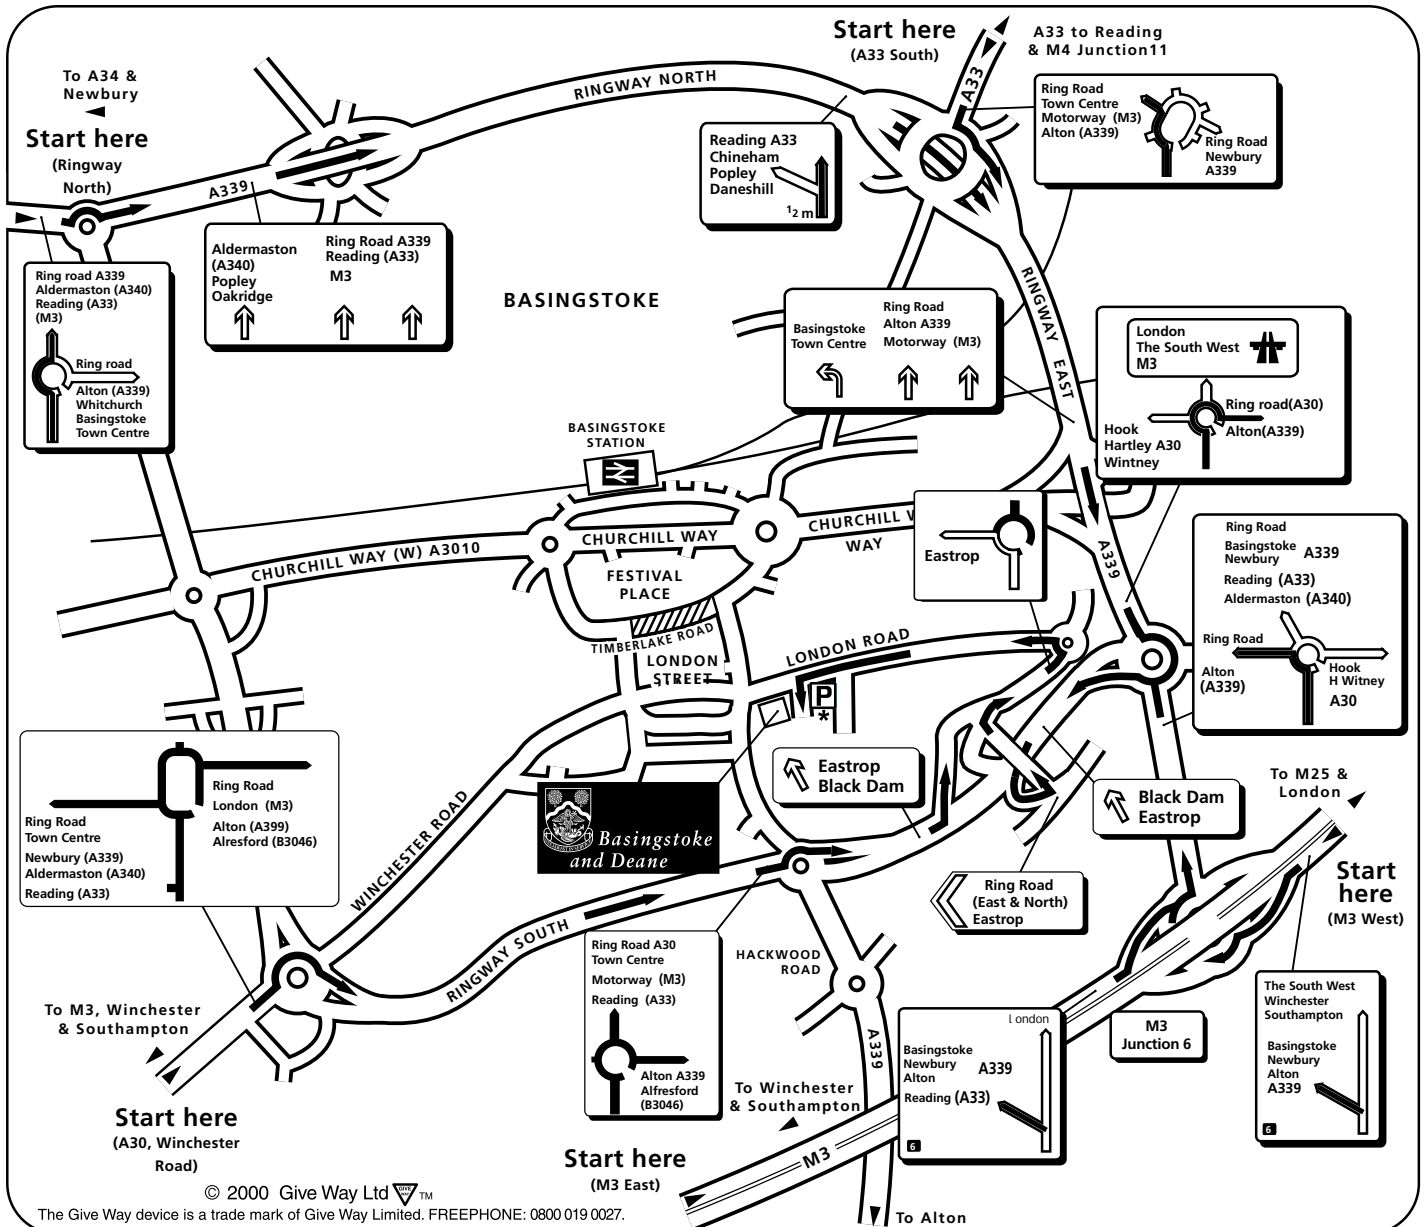 Start here
(A33 South)
A33 to Reading
& M4 Junction11
To A34 &
Newbury
Start here
(Ringway
North)
A339
RINGWAY NORTH
A33
Ring Road
Town Centre
Motorway (M3)
Alton (A339)
Ring Road
Newbury
A339
Reading A33
Chineham
Popley
Daneshill
12 m
Aldermaston
(A340)
Popley
Oakridge
Ring Road A339
Reading (A33)
M3
Ring road A339
Aldermaston (A340)
Reading (A33)
(M3)
Ring road
Alton (A339)
Whitchurch
Basingstoke
Town Centre
BASINGSTOKE
RINGWAY EAST
Basingstoke
Town Centre
Ring Road
Alton A339
Motorway (M3)
London
The South West
M3
Ring road(A30)
Alton(A339)
Hook
Hartley A30
Wintney
BASINGSTOKE
STATION
CHURCHILL WAY (W) A3010
CHURCHILL WAY
CHURCHILL W
WAY
FESTIVAL
PLACE
TIMBERLAKE ROAD
LONDON
STREET
LONDON ROAD
P
*
Eastrop
A339
Ring Road
Basingstoke
Newbury
A339
Reading (A33)
Aldermaston (A340)
Ring Road
Alton
(A339)
Hook
H Witney
A30
Ring Road
London (M3)
Alton (A399)
Alresford (B3046)
Ring Road
Town Centre
Newbury (A339)
Aldermaston (A340)
Reading (A33)
WINCHESTER ROAD
Basingstoke
and Deane
Eastrop
Black Dam
Black Dam
Eastrop
To M25 &
London
Start
here
(M3 West)
Ring Road
(East & North)
Eastrop
RINGWAY SOUTH
Ring Road A30
Town Centre
Motorway (M3)
Reading (A33)
Alton A339
Alfresford
(B3046)
HACKWOOD
ROAD
A339
To M3, Winchester
& Southampton
Start here
(A30, Winchester
Road)
London
Basingstoke
Newbury
Alton
A339
Reading (A33)
6
M3
Junction 6
The South West
Winchester
Southampton
Basingstoke
Newbury
Alton
A339
6
To Winchester
& Southampton
Start here
(M3 East)
M3
To Alton
© 2000 Give Way Ltd GIVE WAY TM
The Give Way device is a trade mark of Give Way Limited. FREEPHONE: 0800 019 0027.